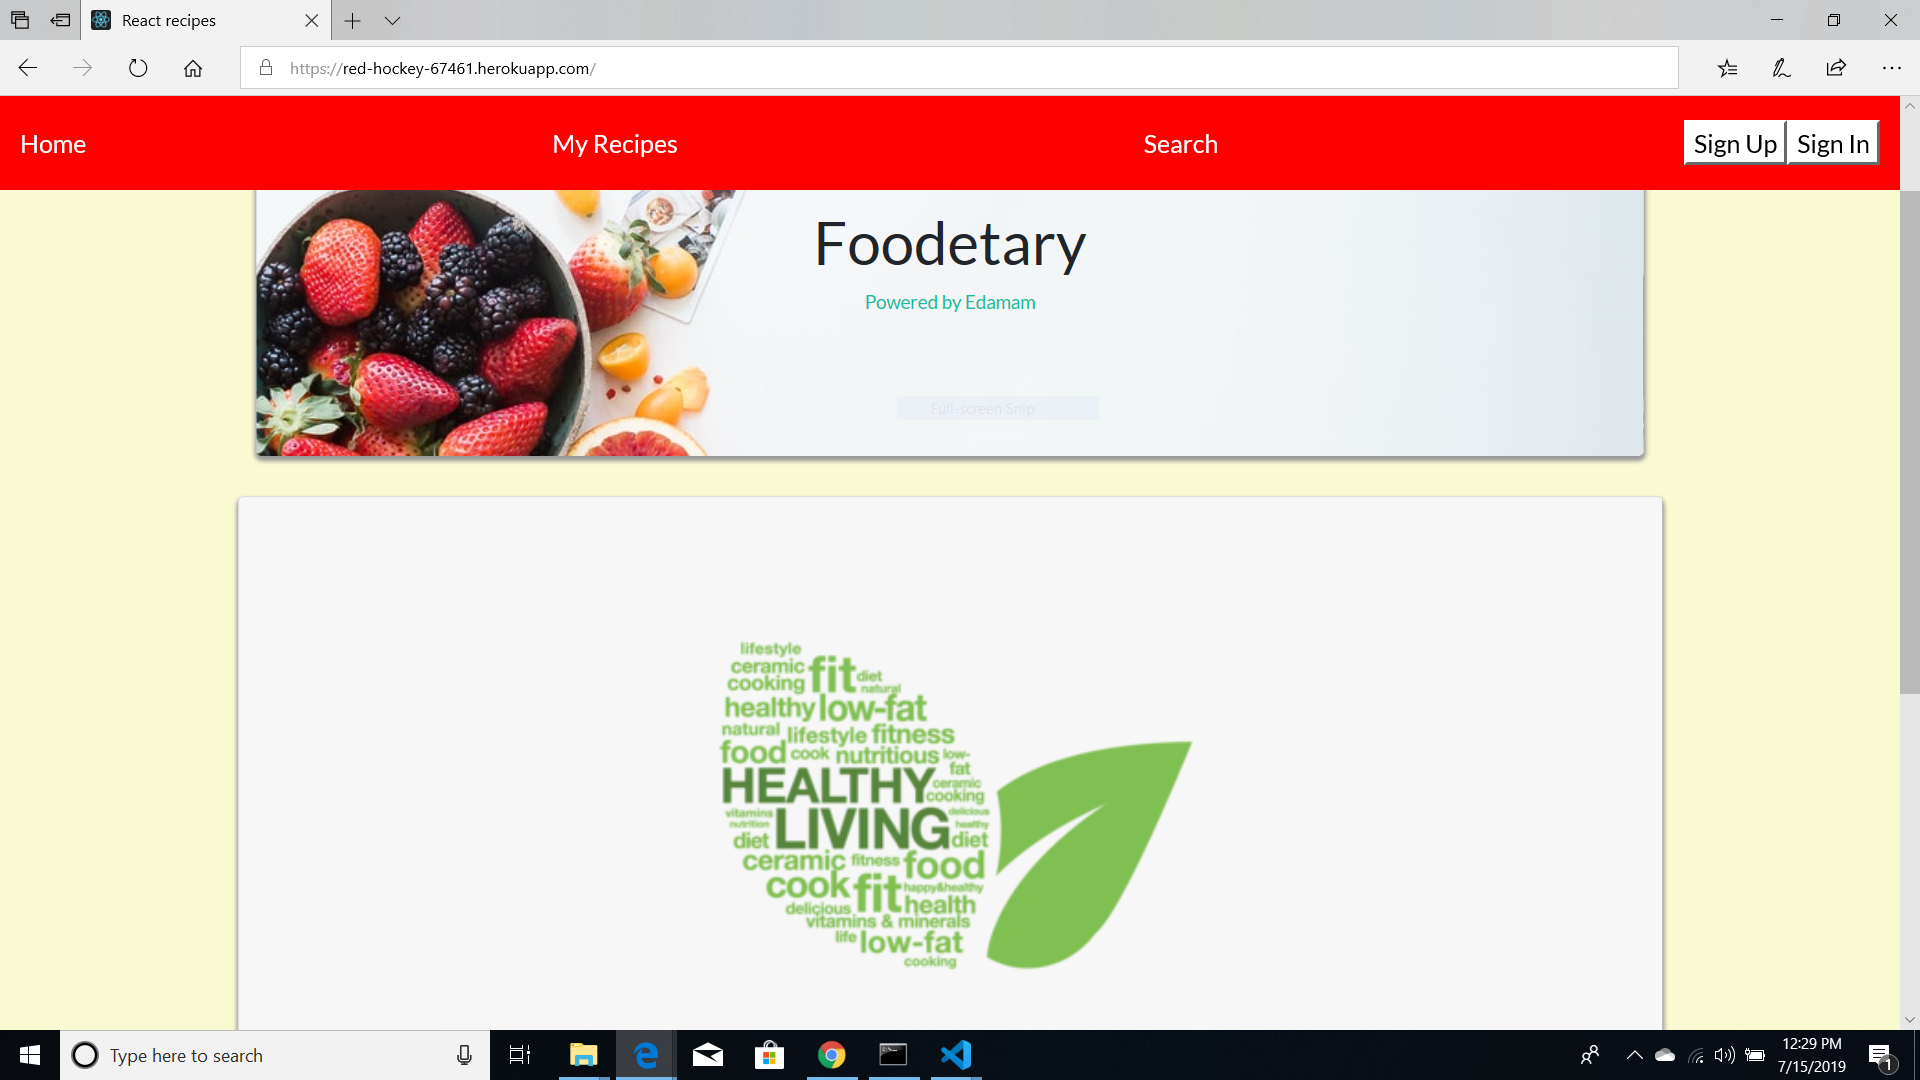 React recipes
https://red-hockey-67461.herokuapp.com/
Home
My Recipes
Search
Sign Up
Sign In
Foodetary
Powered by Edamam
Full-screen Snip
lifestyle
ceramic fit diet
cooking natural
healthy low-fat
natural lifestyle fitness
food cook nutritious low-
fat
HEALTHY ceramic
cooking
vitamins LIVING delicious
nutrition healthy
diet diet
ceramic fitness food
cook fit happy&healthy
delicious health
vitamins & minerals
life low-fat
cooking
Type here to search
12:29 PM
7/15/2019
1